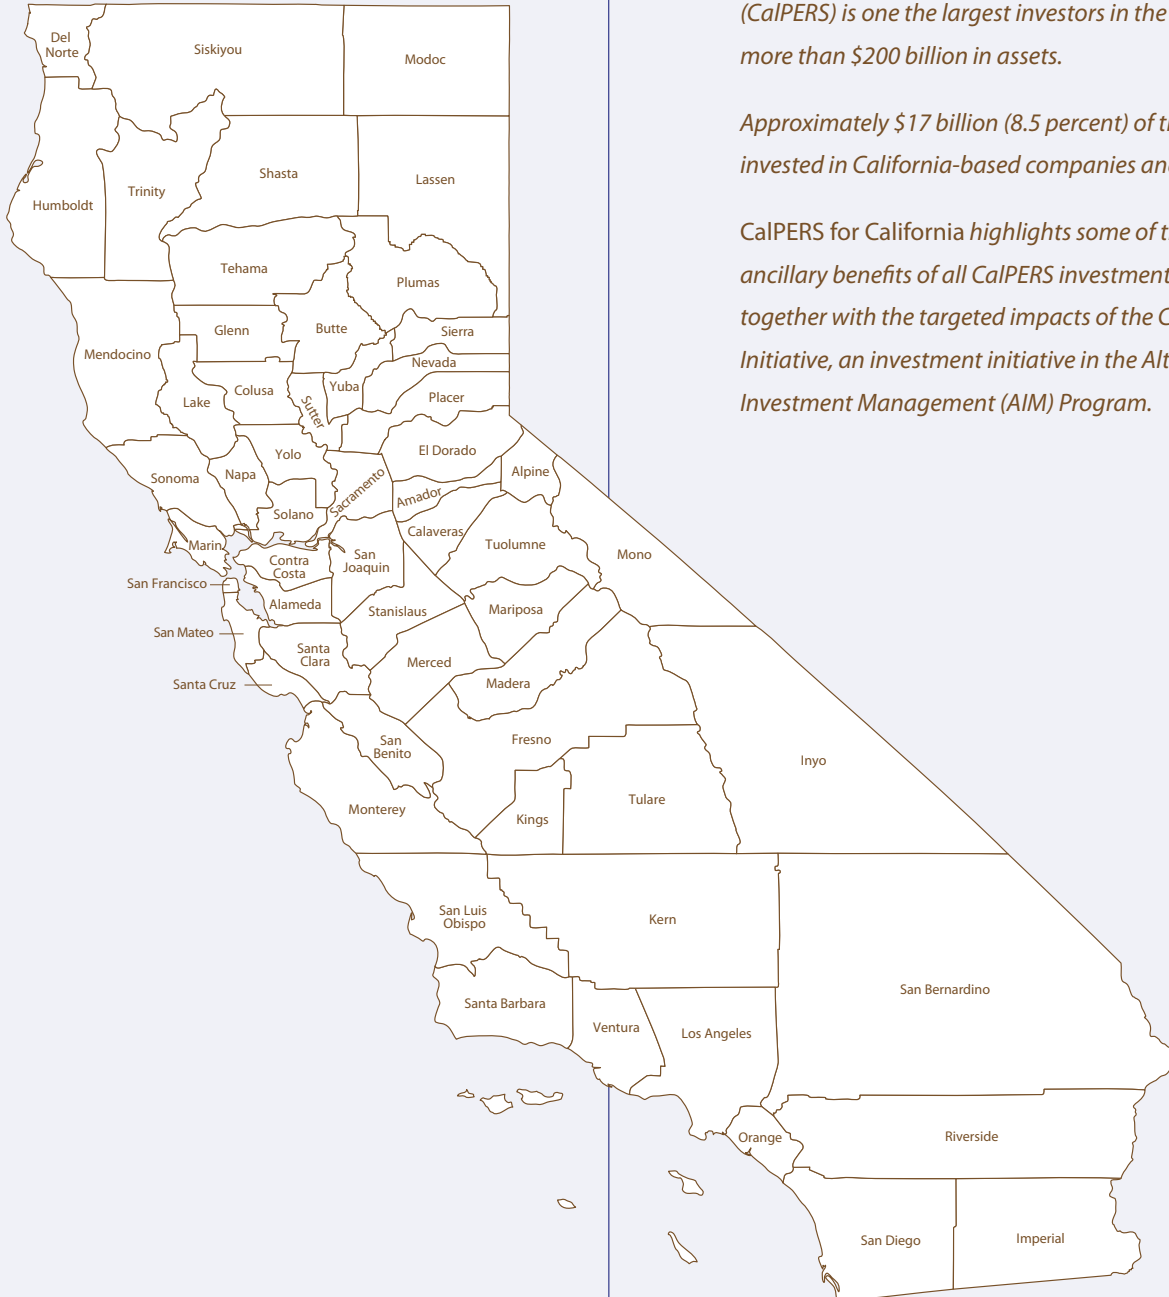 (CalPERS) is one the largest investors in the
more than $200 billion in assets.
Approximately $17 billion (8.5 percent) of
invested in California-based companies
CalPERS for California highlights some of
ancillary benefits of all CalPERS
together with the targeted impacts of the
Initiative, an investment initiative in the
Investment Management (AIM) Program.
Del
Norte
Siskiyou
Modoc
Humboldt
Trinity
Shasta
Lassen
Tehama
Plumas
Mendocino
Glenn
Butte
Sierra
Nevada
Lake
Colusa
Sutter
Yuba
Placer
Sonoma
Napa
Yolo
Sacramento
El Dorado
Alpine
Solano
Amador
Marin
Calaveras
Tuolumne
Mono
Contra
Costa
San
Joaquin
San Francisco
Alameda
Stanislaus
Mariposa
San Mateo
Santa
Clara
Merced
Santa Cruz
Madera
San
Benito
Fresno
Inyo
Monterey
Kings
Tulare
San Luis
Obispo
Kern
San Bernardino
Santa Barbara
Ventura
Los Angeles
Orange
Riverside
San Diego
Imperial